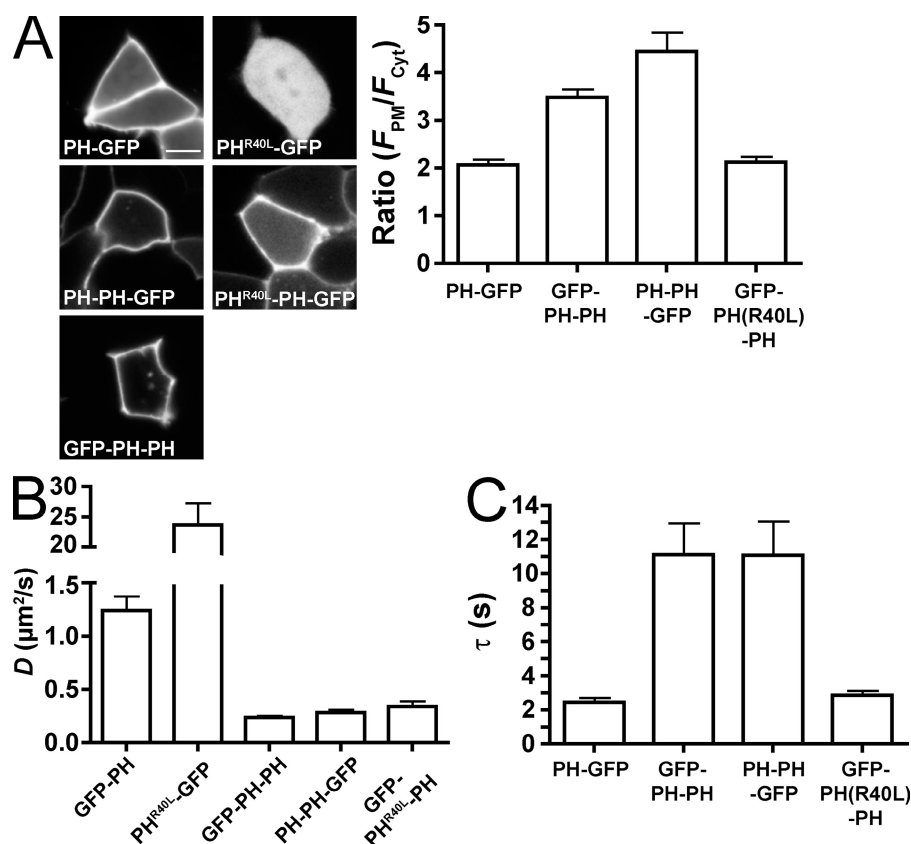 A
PH-GFP
PHR40L-GFP
PH-PH-GFP
PHR40L-PH-GFP
GFP-PH-PH
Ratio (FPM/FCyt)
5
4
3
2
1
0
PH-GFP
GFP-
PH-PH
PH-PH
-GFP
GFP-
PH(R40L)
-PH
B
D (µm²/s)
30
25
20
1.5
1.0
0.5
0.0
GFP-PH
PHR40L-GFP
GFP-PH-PH
PH-PH-GFP
GFP-
PHR40L-PH
C
τ (s)
14
12
10
8
6
4
2
0
PH-GFP
GFP-
PH-PH
PH-PH
-GFP
GFP-
PH(R40L)
-PH